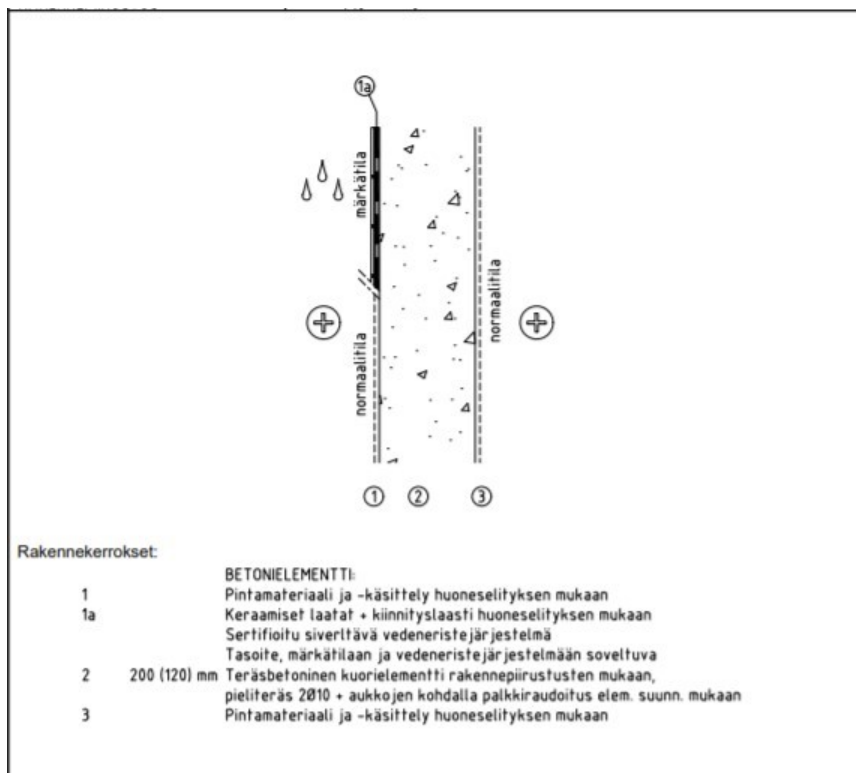 1a
märkätila
normaalitila
normaalitila
1 2 3
Rakennekerrokset:
BETONIELEMENTTI:
1 Pintamateriaali ja -käsittely huoneselityksen mukaan
1a Keraamiset laatat + kiinnityslaasti huoneselityksen mukaan
Sertifioitu siverltävä vedeneristejärjestelmä
Tasoite, märkätilaan ja vedeneristejärjestelmään soveltuva
2 200 (120) mm Teräsbetoninen kuorielementti rakennepiirustusten mukaan,
pieliteräs 2Ø10 + aukkojen kohdalla palkkiraudoitus elem. suunn. mukaan
3 Pintamateriaali ja -käsittely huoneselityksen mukaan